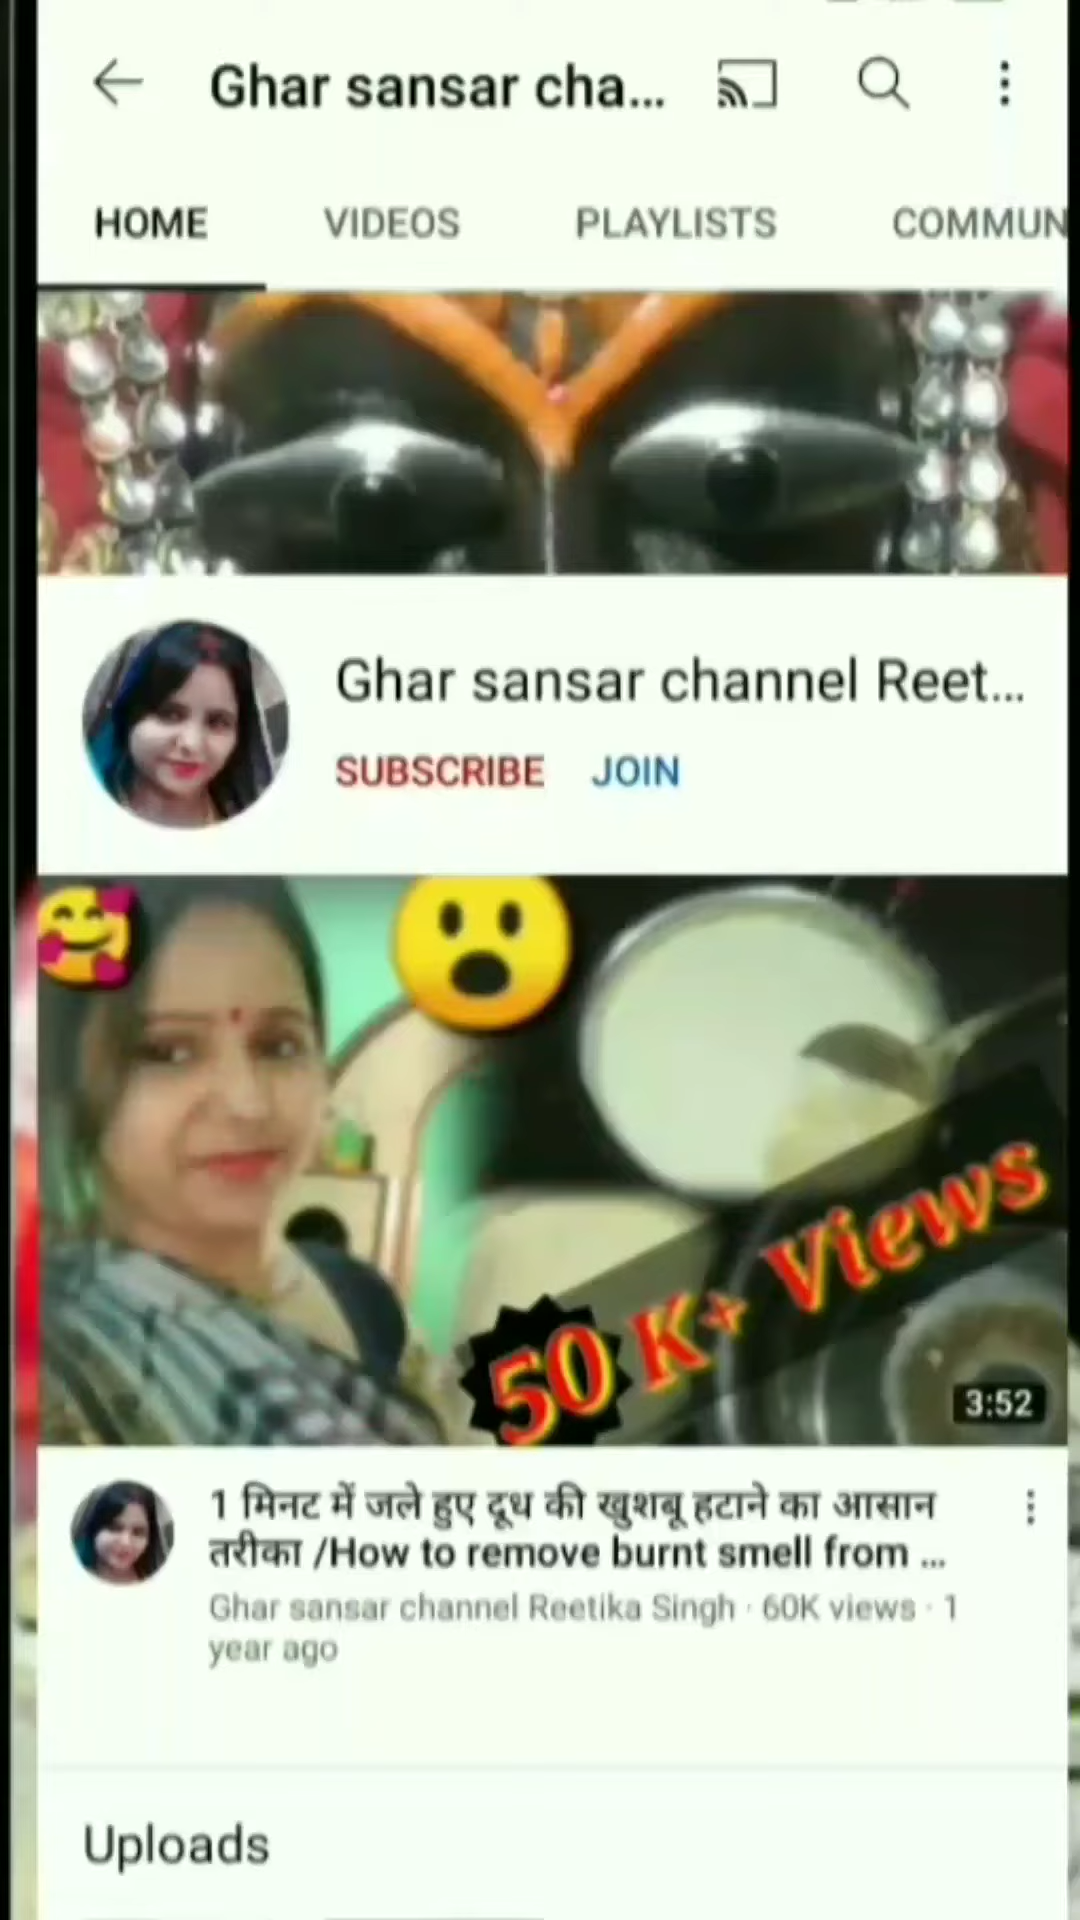 Ghar sansar cha...
HOME VIDEOS PLAYLISTS COMMUN
Ghar sansar channel Reet...
SUBSCRIBE JOIN
50 K+ Views
3:52
1 मिनट में जले हुए दूध की खुशबू हटाने का आसान
तरीका /How to remove burnt smell from ...
Ghar sansar channel Reetika Singh · 60K views · 1
year ago
Uploads